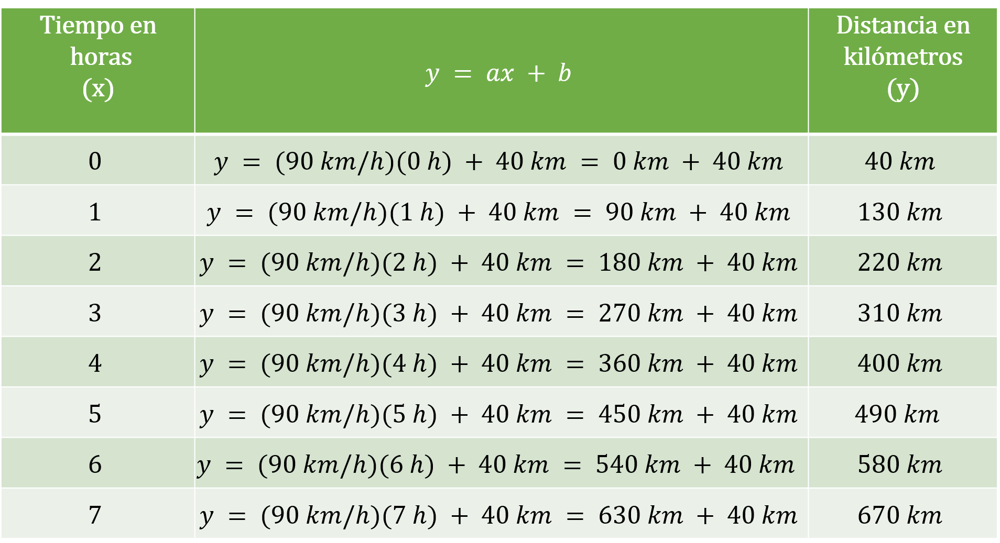 Tiempo en
horas
(x)
y = ax + b
Distancia en
kilómetros
(y)
0 y = (90 km/h)(0 h) + 40 km = 0 km + 40 km 40 km
1 y = (90 km/h)(1 h) + 40 km = 90 km + 40 km 130 km
2 y = (90 km/h)(2 h) + 40 km = 180 km + 40 km 220 km
3 y = (90 km/h)(3 h) + 40 km = 270 km + 40 km 310 km
4 y = (90 km/h)(4 h) + 40 km = 360 km + 40 km 400 km
5 y = (90 km/h)(5 h) + 40 km = 450 km + 40 km 490 km
6 y = (90 km/h)(6 h) + 40 km = 540 km + 40 km 580 km
7 y = (90 km/h)(7 h) + 40 km = 630 km + 40 km 670 km